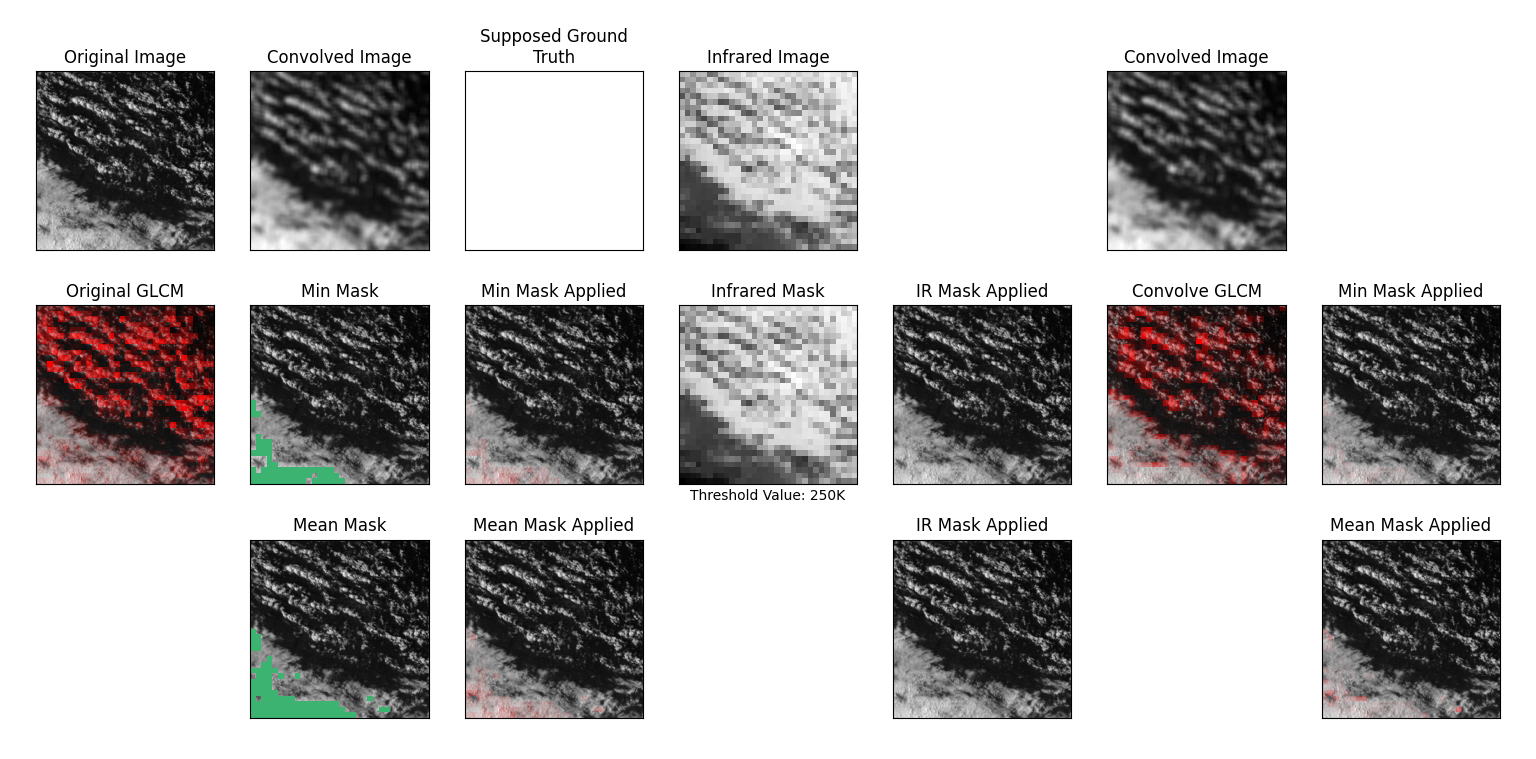 Original Image
Convolved Image
Supposed Ground
Truth
Infrared Image
Convolved Image
Original GLCM
Min Mask
Min Mask Applied
Infrared Mask
IR Mask Applied
Convolve GLCM
Min Mask Applied
Threshold Value: 250K
Mean Mask
Mean Mask Applied
IR Mask Applied
Mean Mask Applied